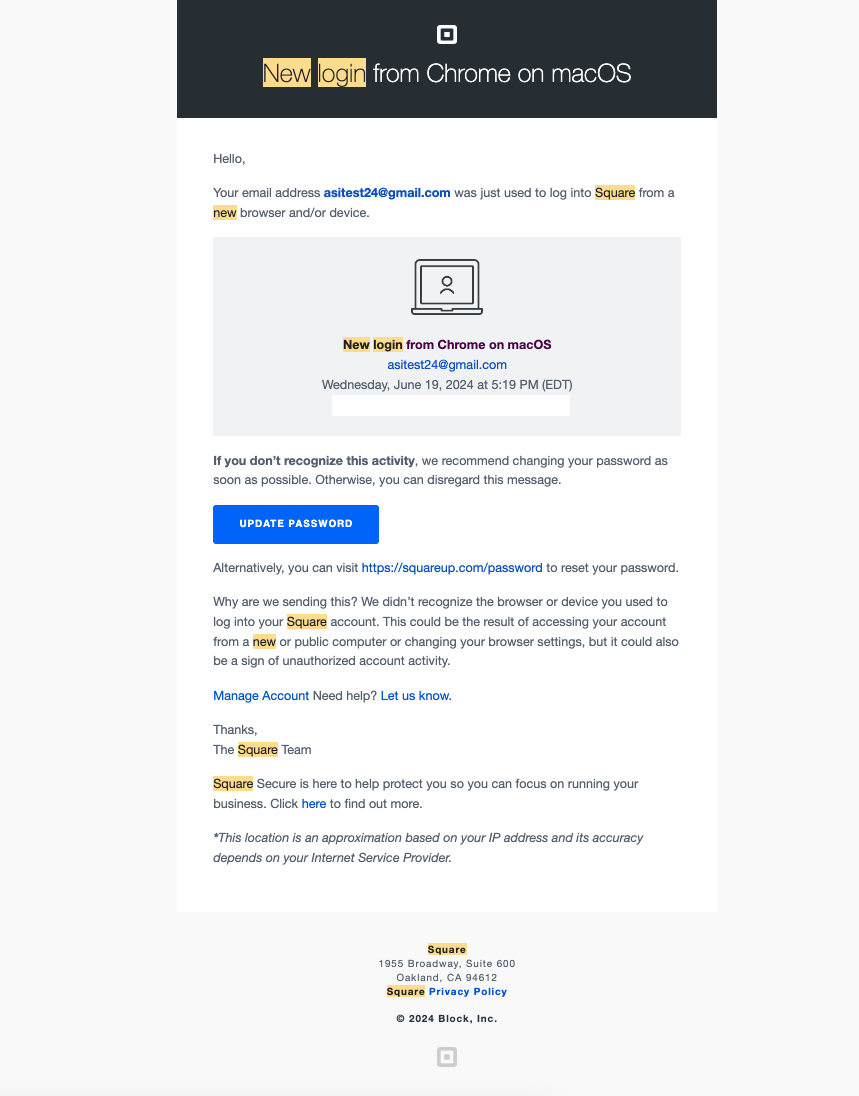 New login from Chrome on macOS
Hello,
Your email address asitest24@gmail.com was just used to log into Square from a
new browser and/or device.
New login from Chrome on macOS
asitest24@gmail.com
Wednesday, June 19, 2024 at 5:19 PM (EDT)
If you don’t recognize this activity, we recommend changing your password as
soon as possible. Otherwise, you can disregard this message.
UPDATE PASSWORD
Alternatively, you can visit https://squareup.com/password to reset your password.
Why are we sending this? We didn’t recognize the browser or device you used to
log into your Square account. This could be the result of accessing your account
from a new or public computer or changing your browser settings, but it could also
be a sign of unauthorized account activity.
Manage Account Need help? Let us know.
Thanks,
The Square Team
Square Secure is here to help protect you so you can focus on running your
business. Click here to find out more.
*This location is an approximation based on your IP address and its accuracy
depends on your Internet Service Provider.
Square
1955 Broadway, Suite 600
Oakland, CA 94612
Square Privacy Policy
© 2024 Block, Inc.